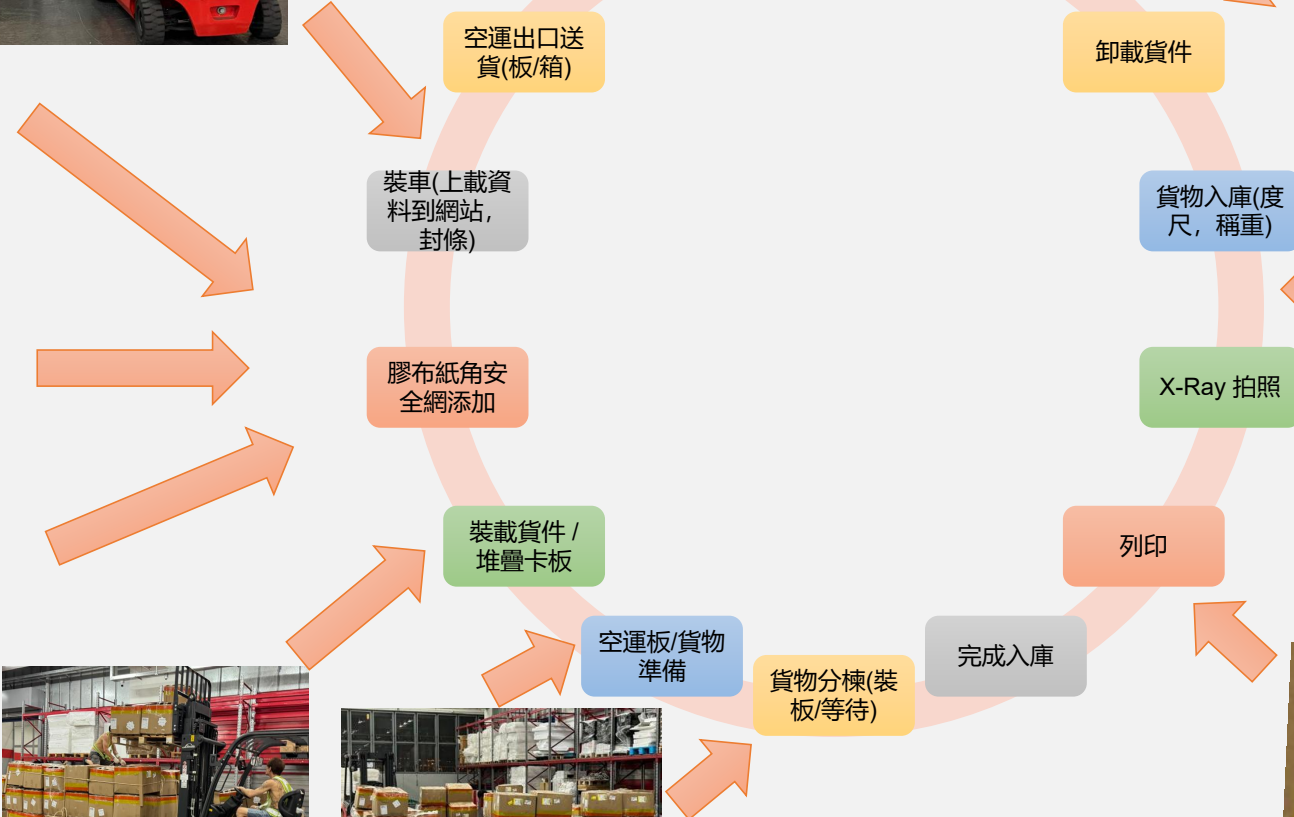 空運出口送
貨(板/箱)
卸載貨件
裝車(上載資
料到網站，
封條)
貨物入庫(度
尺，稱重)
膠布紙角安
全網添加
X-Ray 拍照
裝載貨件 /
堆疊卡板
列印
空運板/貨物
準備
貨物分棟(裝
板/等待)
完成入庫